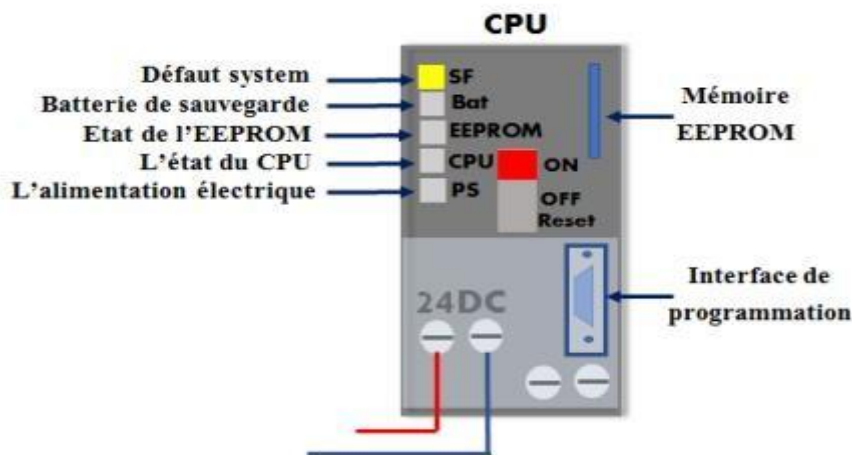 CPU
Défaut system
Batterie de sauvegarde
Etat de l'EEPROM
L'état du CPU
L'alimentation électrique
SF
Bat
EEPROM
CPU
PS
ON
OFF
Reset
Mémoire
EEPROM
24DC
Interface de
programmation